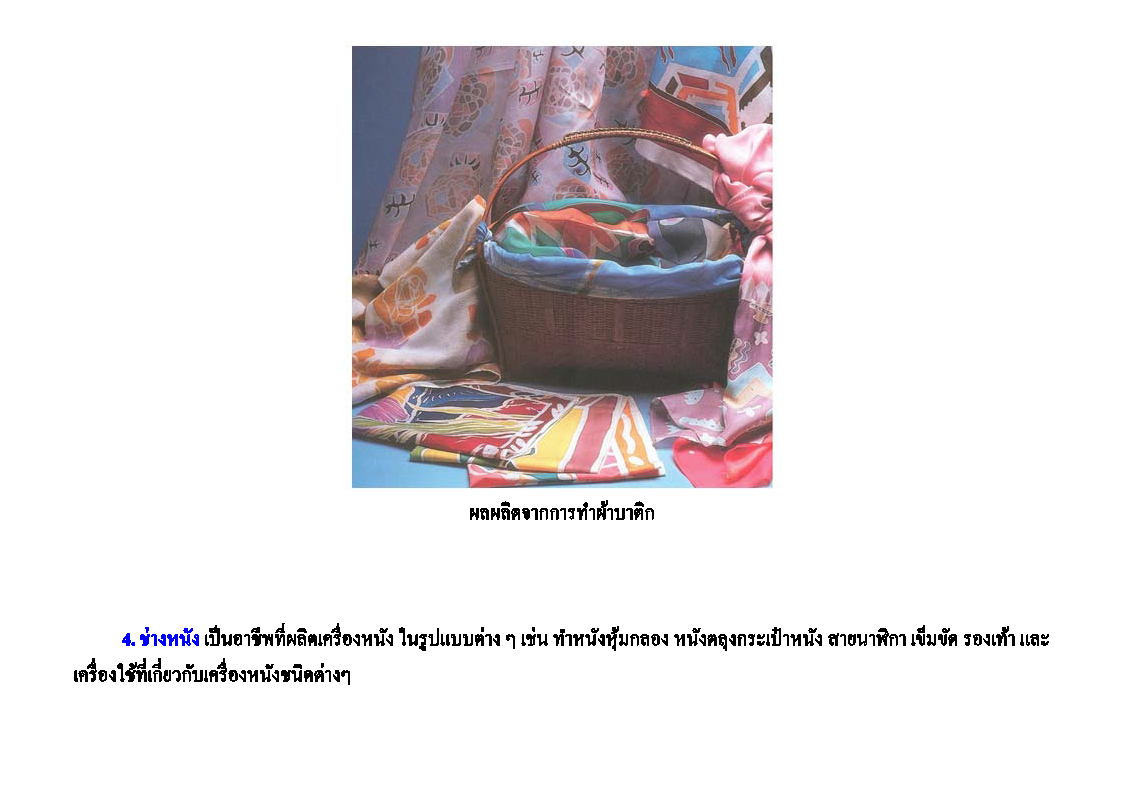 ผลผลิตจากการทำผ้าบาติก
4. ช่างหนัง เป็นอาชีพที่ผลิตเครื่องหนัง ในรูปแบบต่าง ๆ เช่น ทำหนังหุ้มกลอง หนังตลุงกระเป๋าหนัง สายนาฬิกา เข็มขัด รองเท้า และ
เครื่องใช้ที่เกี่ยวกับเครื่องหนังชนิดต่างๆ